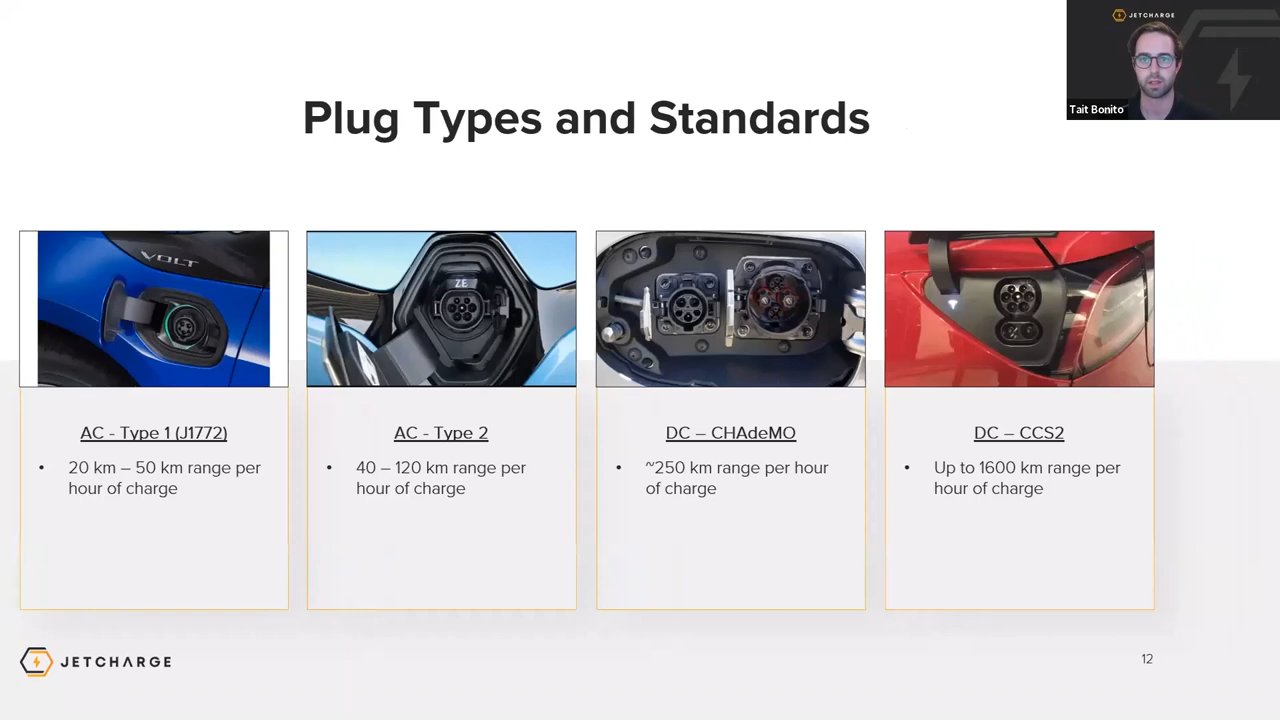 JETCHARGE
Tait Bonito
Plug Types and Standards
VOLT
Z.E
AC - Type 1 (J1772)
• 20 km – 50 km range per
hour of charge
AC - Type 2
• 40 – 120 km range per
hour of charge
DC – CHAdeMO
• ~250 km range per hour
of charge
DC – CCS2
• Up to 1600 km range per
hour of charge
JETCHARGE
12